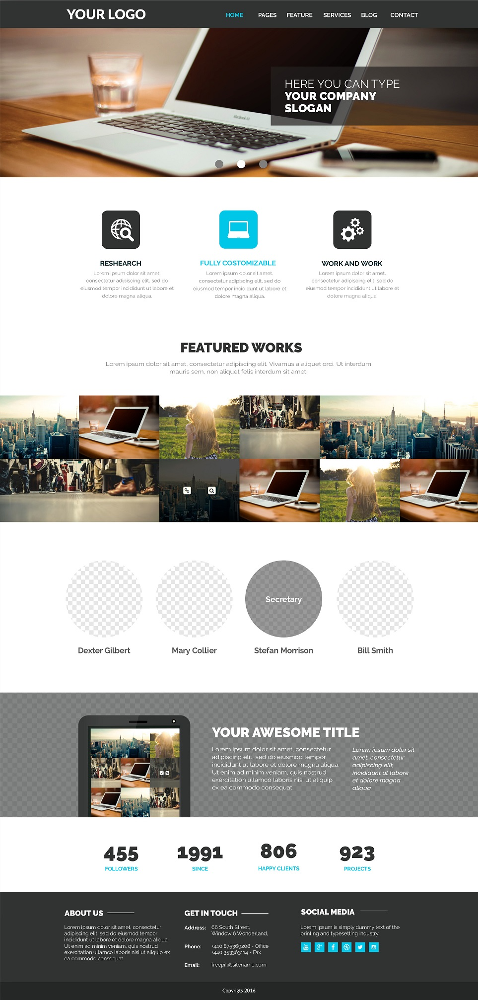 YOUR LOGO
HOME PAGES FEATURE SERVICES BLOG CONTACT
HERE YOU CAN TYPE
YOUR COMPANY
SLOGAN
MacBook Air
RESHEARCH
Lorem ipsum dolor sit amet,
consectetur adipiscing elit, sed do
eiusmod tempor incididunt ut labore et
dolore magna aliqua.
FULLY COSTOMIZABLE
Lorem ipsum dolor sit amet,
consectetur adipiscing elit, sed do
eiusmod tempor incididunt ut labore et
dolore magna aliqua.
WORK AND WORK
Lorem ipsum dolor sit amet,
consectetur adipiscing elit, sed do
eiusmod tempor incididunt ut labore et
dolore magna aliqua.
FEATURED WORKS
Lorem ipsum dolor sit amet, consectetur adipiscing elit. Vivamus a aliquet orci. Ut interdum
mauris sem, non aliquet felis interdum sit amet.
Secretary
Dexter Gilbert
Mary Collier
Stefan Morrison
Bill Smith
YOUR AWESOME TITLE
Lorem ipsum dolor sit amet, consectetur
adipiscing elit, sed do eiusmod tempor
incididunt ut labore et dolore magna aliqua.
Ut enim ad minim veniam, quis nostrud
exercitation ullamco laboris nisi ut aliquip
ex ea commodo consequat.
Lorem ipsum dolor sit
amet, consectetur
adipiscing elit,
incididunt ut labore
et dolore magna
aliqua.
455
FOLLOWERS
1991
SINCE
806
HAPPY CLIENTS
923
PROJECTS
ABOUT US
Lorem ipsum dolor sit amet, consectetur
adipiscing elit, sed do eiusmod tempor
incididunt ut labore et dolore magna aliqua.
Ut enim ad minim veniam, quis nostrud
exercitation ullamco laboris nisi ut aliquip ex
ea commodo consequat
GET IN TOUCH
Address: 66 South Street,
Window 6 Wonderland,
Phone: +440 875369208 - Office
+440 353363114 - Fax
Email: freepik@sitename.com
SOCIAL MEDIA
Lorem Ipsum is simply dummy text of the
printing and typesetting industry
Copyrigts 2016